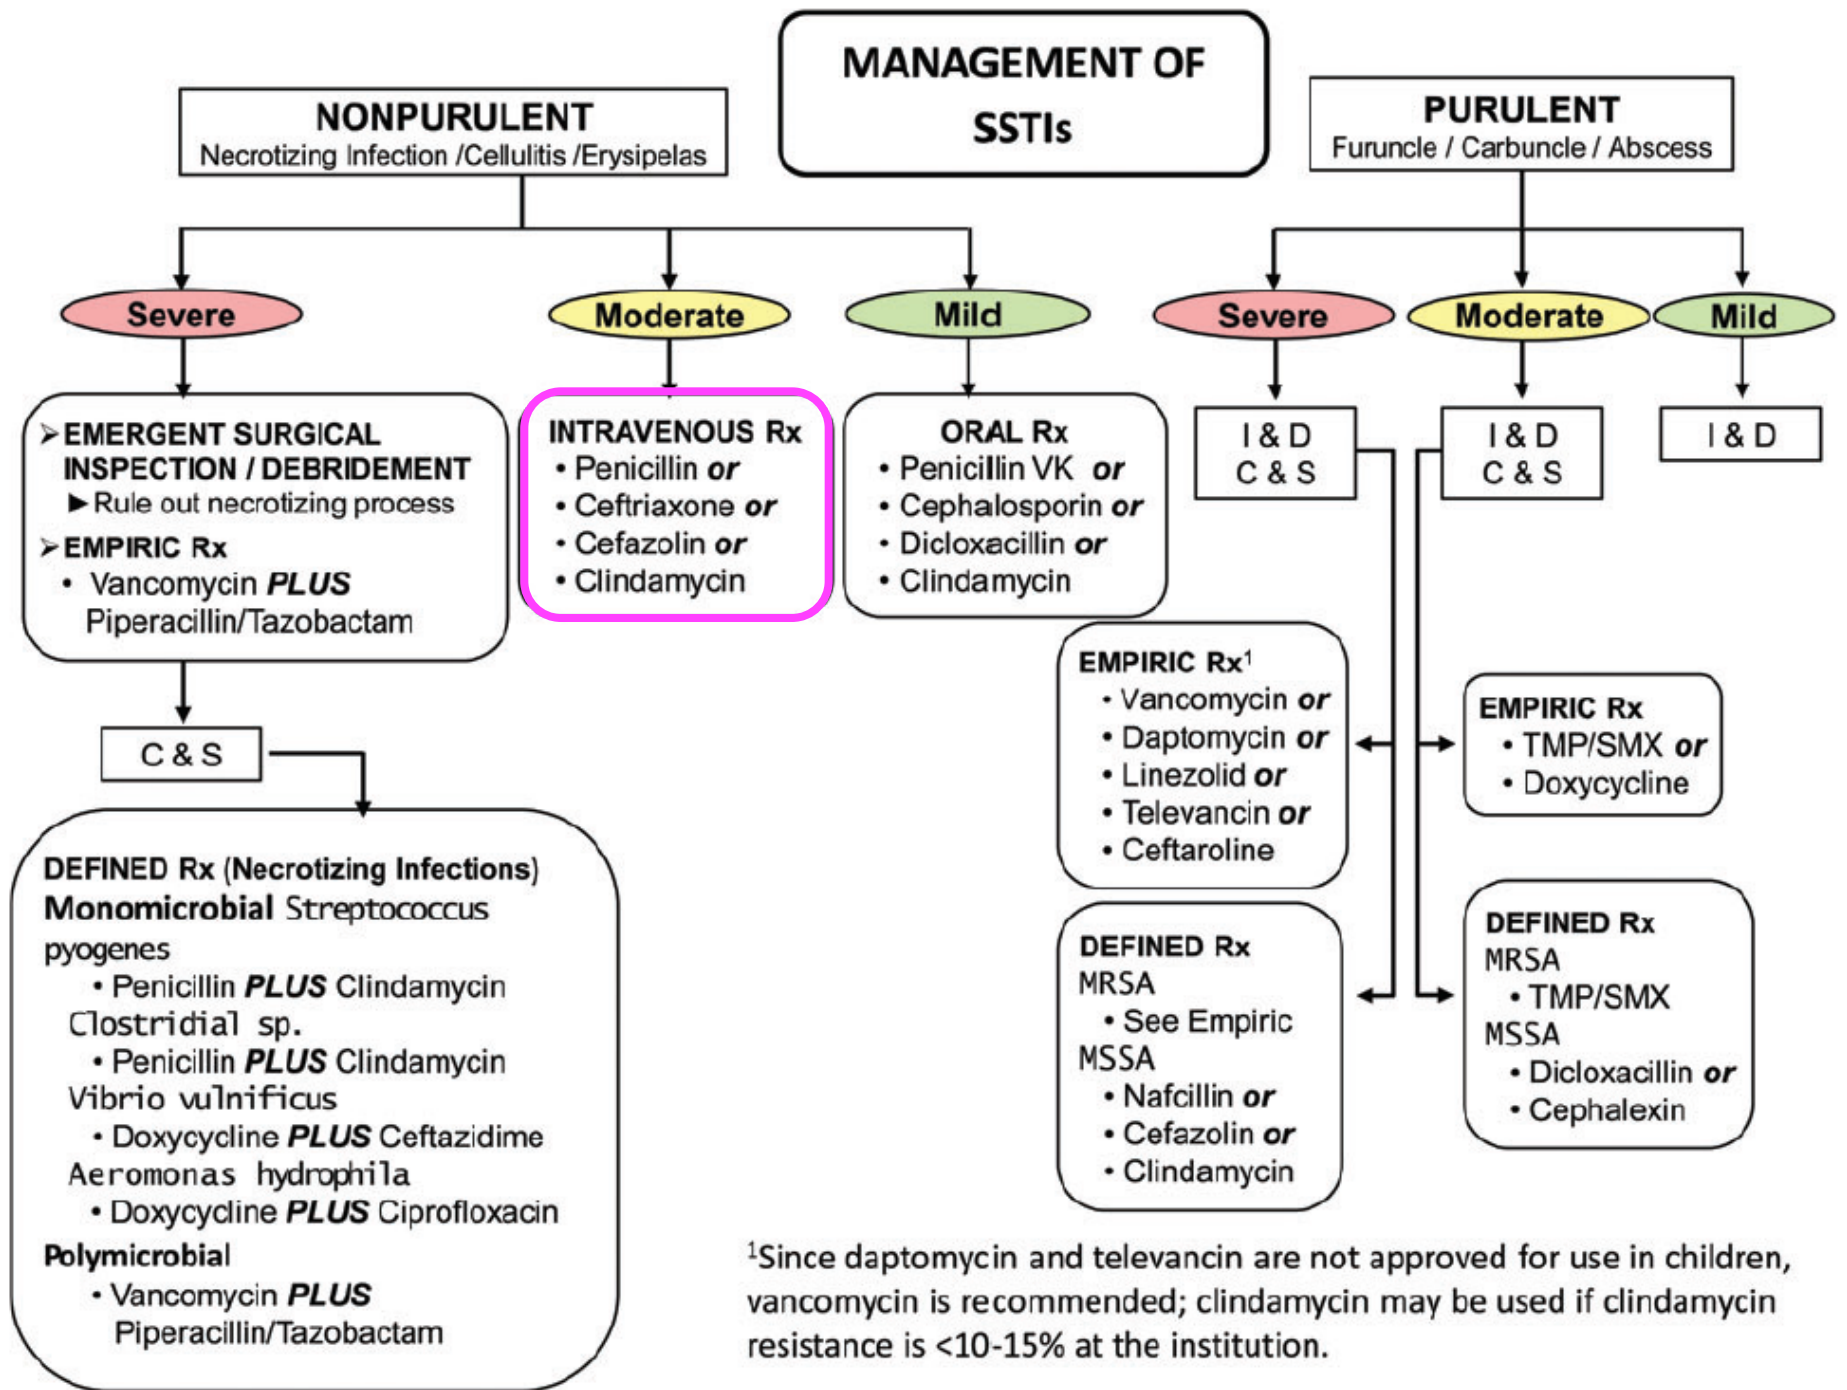 MANAGEMENT OF
SSTIs
NONPURULENT
Necrotizing Infection /Cellulitis /Erysipelas
Severe
➢EMERGENT SURGICAL
INSPECTION / DEBRIDEMENT
►Rule out necrotizing process
➢EMPIRIC Rx
• Vancomycin PLUS
Piperacillin/Tazobactam
C & S
DEFINED Rx (Necrotizing Infections)
Monomicrobial Streptococcus
pyogenes
• Penicillin PLUS Clindamycin
Clostridial sp.
• Penicillin PLUS Clindamycin
Vibrio vulnificus
• Doxycycline PLUS Ceftazidime
Aeromonas hydrophila
• Doxycycline PLUS Ciprofloxacin
Polymicrobial
• Vancomycin PLUS
Piperacillin/Tazobactam
Moderate
INTRAVENOUS Rx
• Penicillin or
• Ceftriaxone or
• Cefazolin or
• Clindamycin
Mild
ORAL Rx
• Penicillin VK or
• Cephalosporin or
• Dicloxacillin or
• Clindamycin
PURULENT
Furuncle / Carbuncle / Abscess
Severe
I & D
C & S
EMPIRIC Rx1
• Vancomycin or
• Daptomycin or
• Linezolid or
• Televancin or
• Ceftaroline
DEFINED Rx
MRSA
• See Empiric
MSSA
• Nafcillin or
• Cefazolin or
• Clindamycin
Moderate
I & D
C & S
EMPIRIC Rx
• TMP/SMX or
• Doxycycline
DEFINED Rx
MRSA
• TMP/SMX
MSSA
• Dicloxacillin or
• Cephalexin
Mild
I & D
1Since daptomycin and televancin are not approved for use in children,
vancomycin is recommended; clindamycin may be used if clindamycin
resistance is <10-15% at the institution.